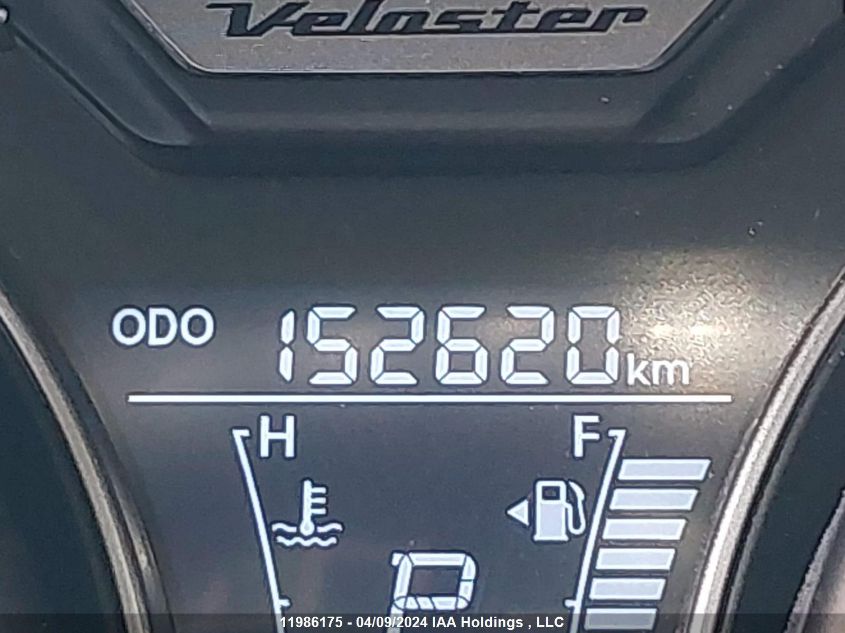 Veloster
ODO 152620 km
H F
P
11986175 - 04/09/2024 IAA Holdings , LLC